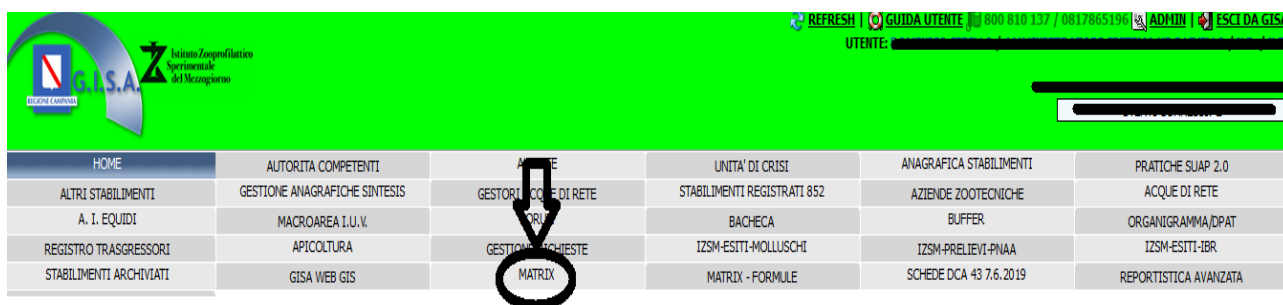 REFRESH | GUIDA UTENTE 800 810 137 / 0817865196 ADMIN | ESCI DA GISA
UTENTE:
Istituto Zooprofilattico
Sperimentale
del Mezzogiorno
G.I.S.A.
REGIONE CAMPANIA
HOME AUTORITA COMPETENTI UNITA' DI CRISI ANAGRAFICA STABILIMENTI PRATICHE SUAP 2.0
ALTRI STABILIMENTI GESTIONE ANAGRAFICHE SINTESIS GESTORI DI RETE STABILIMENTI REGISTRATI 852 AZIENDE ZOOTECNICHE ACQUE DI RETE
A. I. EQUIDI MACROAREA I.U.V. BACHECA BUFFER ORGANIGRAMMA/DPAT
REGISTRO TRASGRESSORI APICOLTURA GESTIONE IZSM-ESITI-MOLLUSCHI IZSM-PRELIEVI-PNAA IZSM-ESITI-IBR
STABILIMENTI ARCHIVIATI GISA WEB GIS MATRIX MATRIX - FORMULE SCHEDE DCA 43 7.6.2019 REPORTISTICA AVANZATA